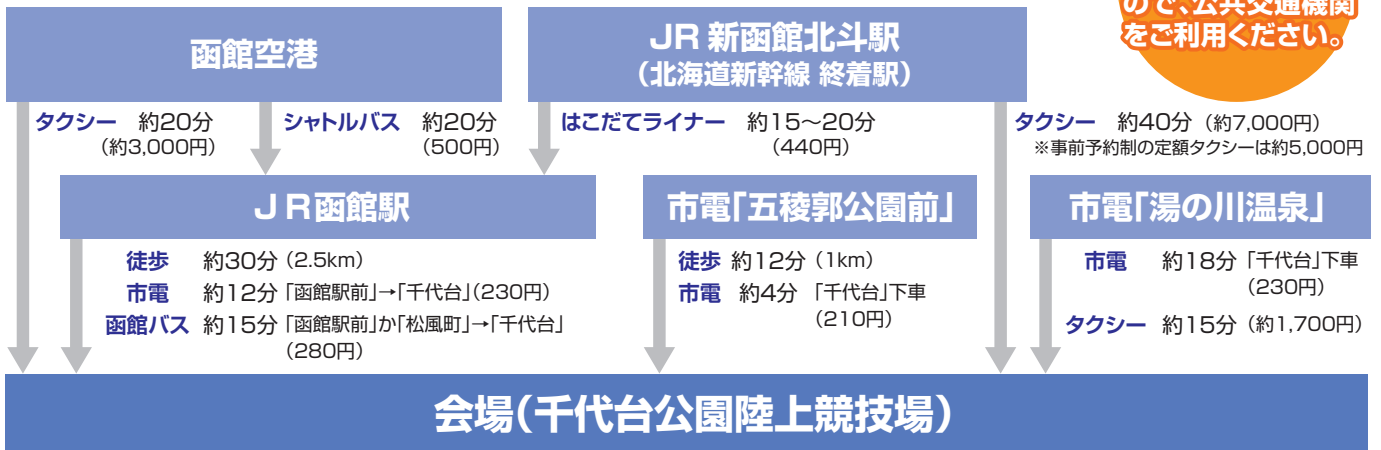 ので、公共交通機関
をご利用ください。
函館空港
JR 新函館北斗駅
（北海道新幹線 終着駅）
タクシー 約20分
（約3,000円）
シャトルバス 約20分
（500円）
はこだてライナー 約15〜20分
（440円）
タクシー 約40分（約7,000円）
※事前予約制の定額タクシーは約5,000円
JR函館駅
徒歩 約30分（2.5km）
市電 約12分「函館駅前」→「千代台」（230円）
函館バス 約15分「函館駅前」か「松風町」→「千代台」
（280円）
市電「五稜郭公園前」
徒歩 約12分（1km）
市電 約4分 「千代台」下車
（210円）
市電「湯の川温泉」
市電 約18分「千代台」下車
（230円）
タクシー 約15分（約1,700円）
会場（千代台公園陸上競技場）